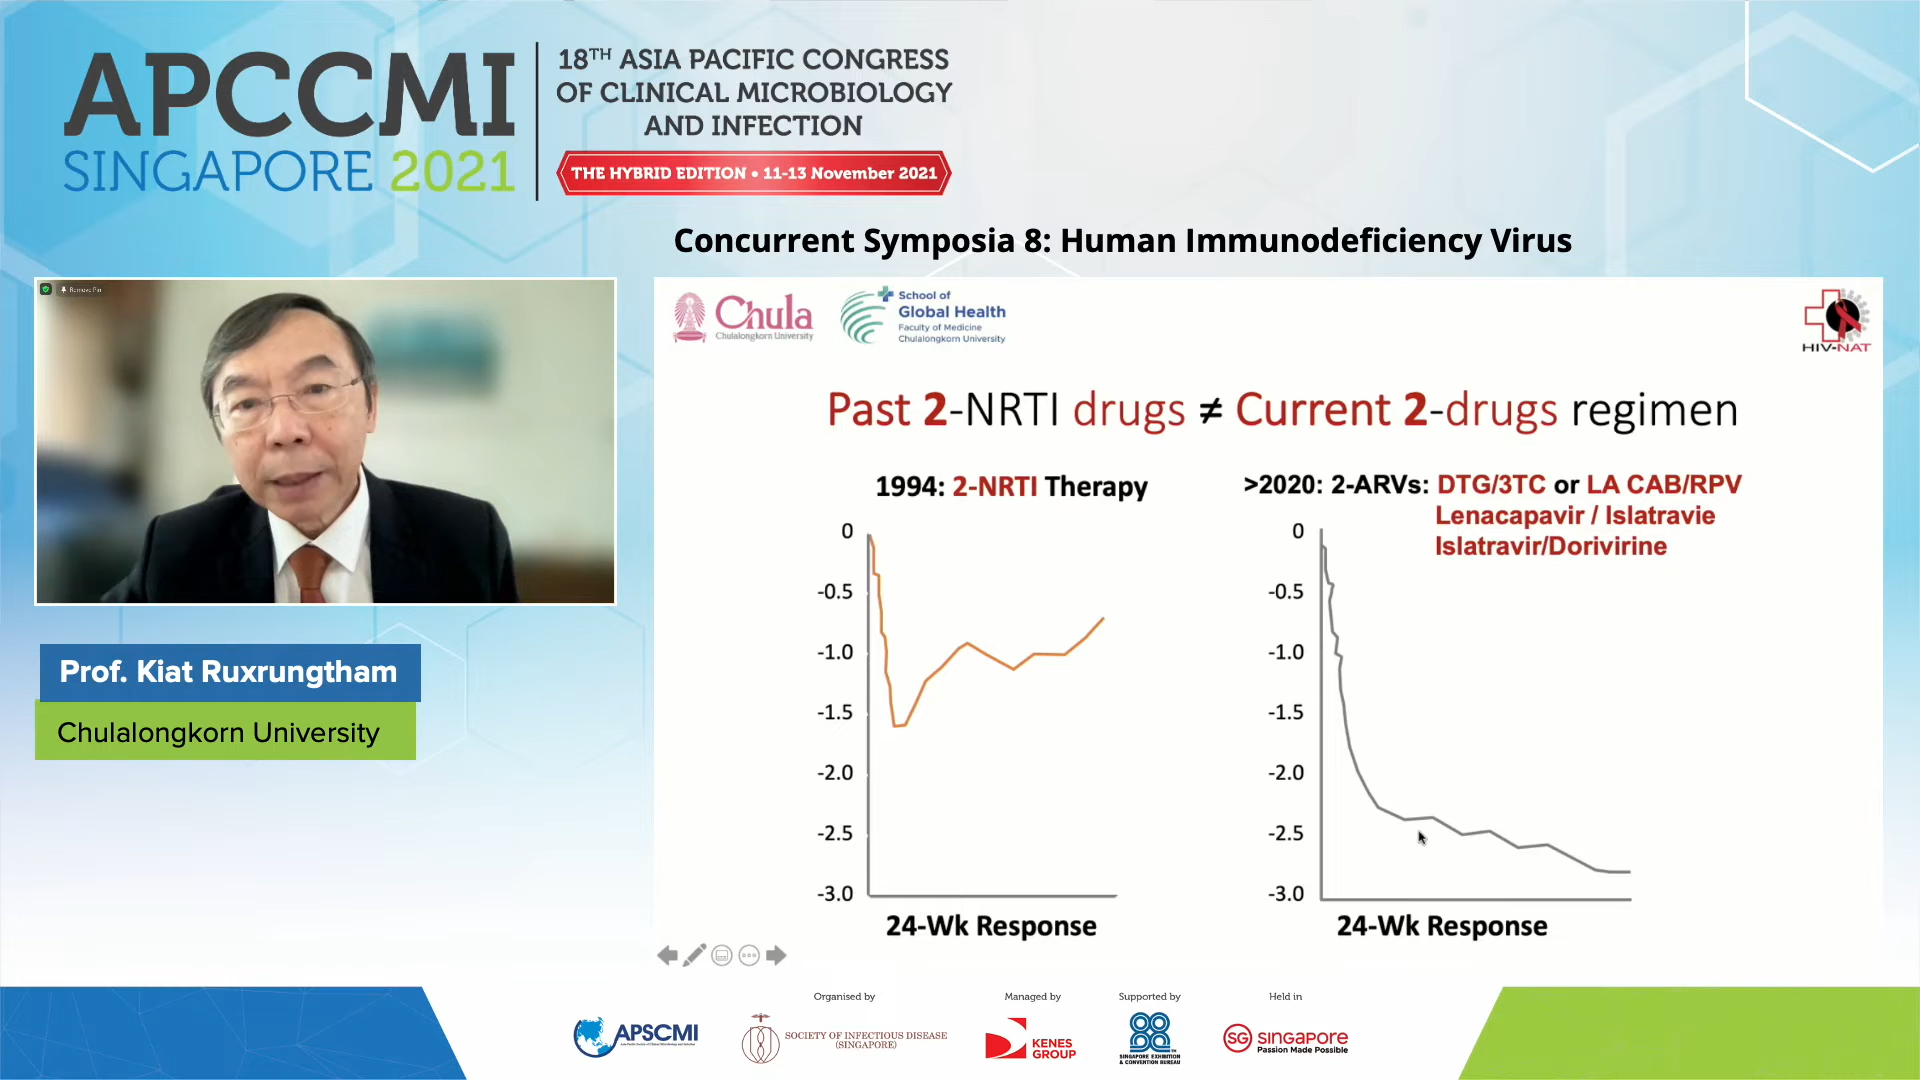 APCCMI
SINGAPORE 2021
18TH ASIA PACIFIC CONGRESS
OF CLINICAL MICROBIOLOGY
AND INFECTION
THE HYBRID EDITION • 11-13 November 2021
Concurrent Symposia 8: Human Immunodeficiency Virus
Remove Pin
Prof. Kiat Ruxrungtham
Chulalongkorn University
Chula
Chulalongkorn University
School of
Global Health
Faculty of Medicine
Chulalongkorn University
HIV-NAT
Past 2-NRTI drugs ≠ Current 2-drugs regimen
1994: 2-NRTI Therapy
0
-0.5
-1.0
-1.5
-2.0
-2.5
-3.0
24-Wk Response
>2020: 2-ARVs: DTG/3TC or LA CAB/RPV
Lenacapavir / Islatravie
Islatravir/Dorivirine
0
-0.5
-1.0
-1.5
-2.0
-2.5
-3.0
24-Wk Response
APSCMI
Organised by
SOCIETY OF INFECTIOUS DISEASE
(SINGAPORE)
Managed by
KENES
GROUP
Supported by
SINGAPORE EXHIBITION
& CONVENTION BUREAU
Held in
SG SINGAPORE
Passion Made Possible